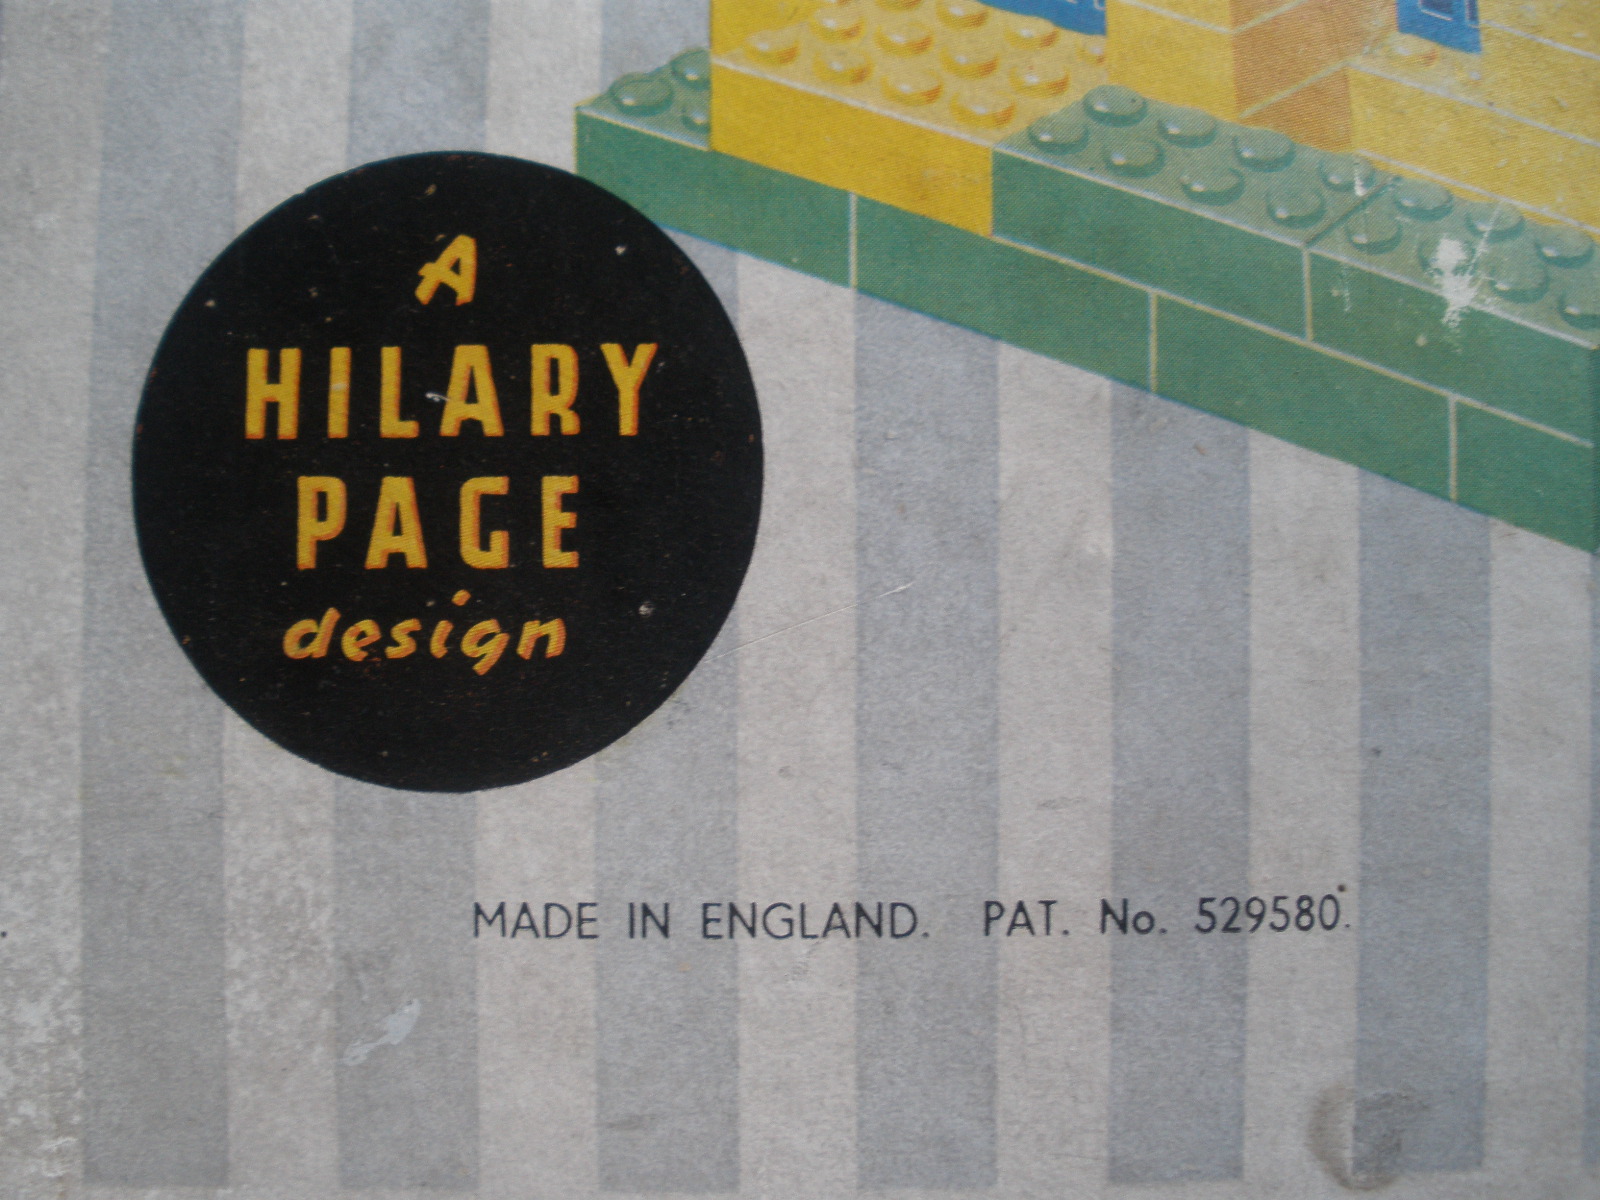 A
HILARY
PAGE
design
MADE IN ENGLAND. PAT. No. 529580.